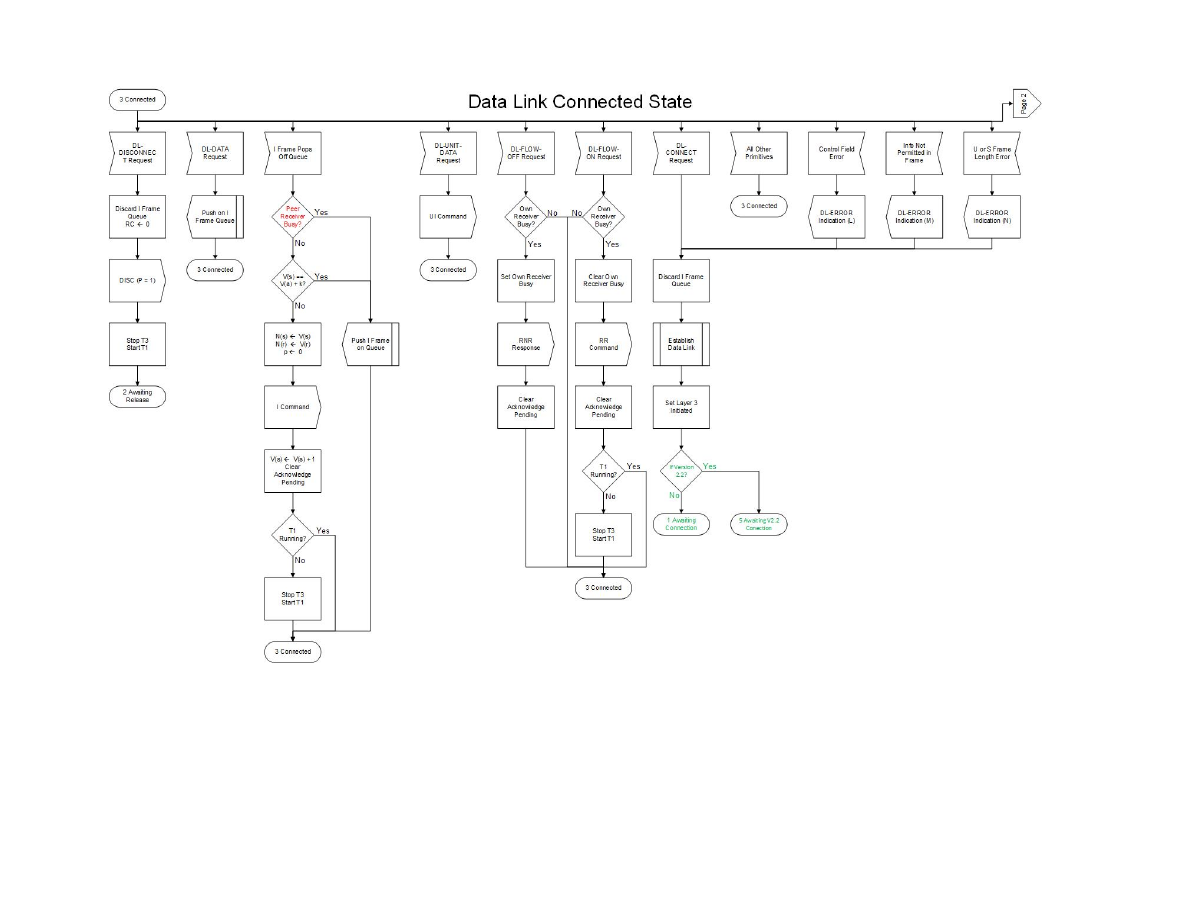 Data Link Connected State
3 Connected
Page 2
DL-
DISCONNEC
T Request
DL-DATA
Request
I Frame Pops
Off Queue
DL-UNIT-
DATA
Request
DL-FLOW-
OFF Request
DL-FLOW-
ON Request
DL-
CONNECT
Request
All Other
Primitives
Control Field
Error
Info Not
Permitted in
Frame
U or S Frame
Length Error
Discard I Frame
Queue
RC ← 0
Push on I
Frame Queue
Peer
Receiver
Busy?
Yes
No
UI Command
Own
Receiver
Busy?
No
Yes
No
Own
Receiver
Busy?
Yes
3 Connected
DL-ERROR
Indication (L)
DL-ERROR
Indication (M)
DL-ERROR
Indication (N)
DISC (P = 1)
3 Connected
V(s) ==
V(a) + k?
Yes
No
3 Connected
Set Own Receiver
Busy
Clear Own
Receiver Busy
Discard I Frame
Queue
Stop T3
Start T1
N(s) ← V(s)
N(r) ← V(r)
p ← 0
Push I Frame
on Queue
RNR
Response
RR
Command
Establish
Data Link
2 Awaiting
Release
I Command
Clear
Acknowledge
Pending
Clear
Acknowledge
Pending
Set Layer 3
Initiated
V(s) ← V(s) + 1
Clear
Acknowledge
Pending
T1
Running?
Yes
No
Version
2.2?
Yes
No
T1
Running?
Yes
No
Stop T3
Start T1
1 Awaiting
Connection
5 Awaiting V2.2
Connection
Stop T3
Start T1
3 Connected
3 Connected